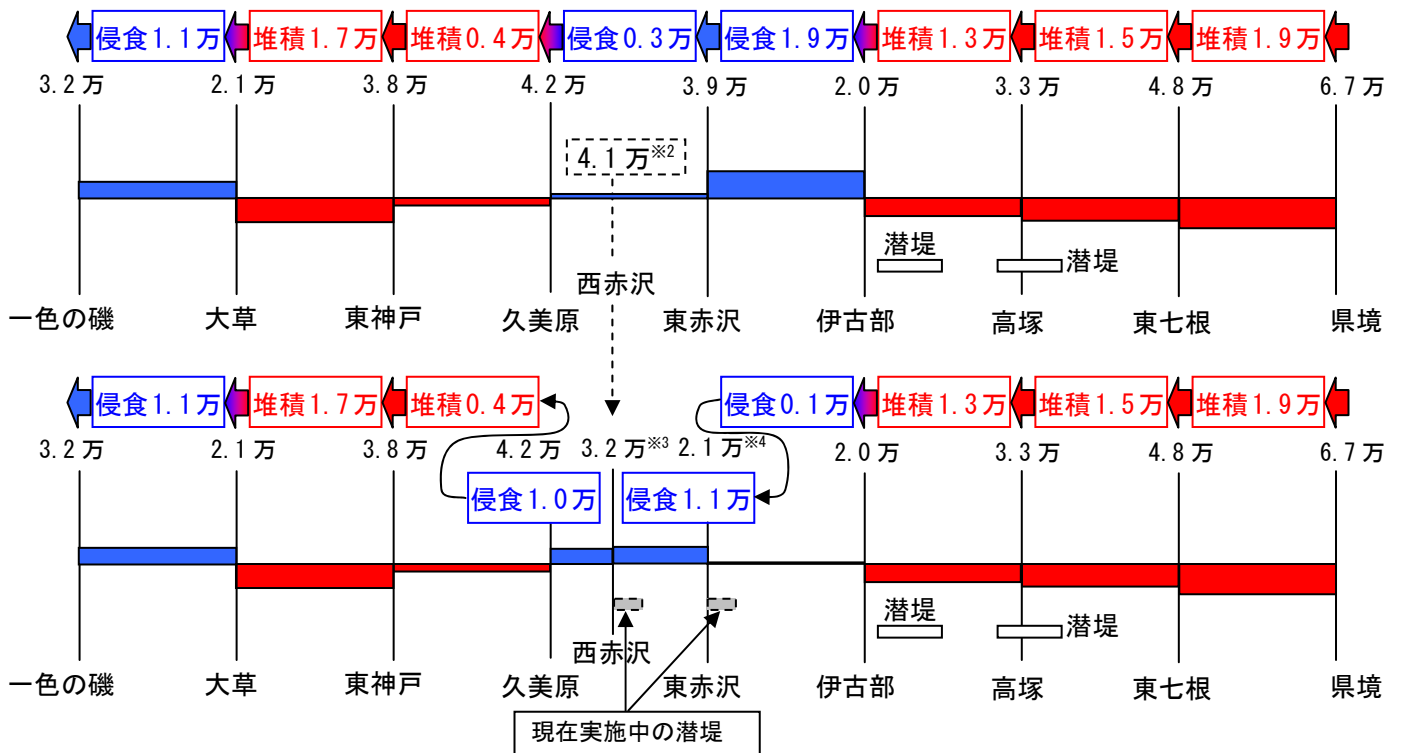 侵食1.1万 堆積1.7万 堆積0.4万 侵食0.3万 侵食1.9万 堆積1.3万 堆積1.5万 堆積1.9万
3.2万 2.1万 3.8万 4.2万 3.9万 2.0万 3.3万 4.8万 6.7万
4.1万※2
潜堤 潜堤
西赤沢
一色の磯 大草 東神戸 久美原 東赤沢 伊古部 高塚 東七根 県境
侵食1.1万 堆積1.7万 堆積0.4万 侵食0.1万 堆積1.3万 堆積1.5万 堆積1.9万
3.2万 2.1万 3.8万 4.2万 3.2万※3 2.1万※4 2.0万 3.3万 4.8万 6.7万
侵食1.0万 侵食1.1万
潜堤 潜堤
西赤沢
一色の磯 大草 東神戸 久美原 東赤沢 伊古部 高塚 東七根 県境
現在実施中の潜堤